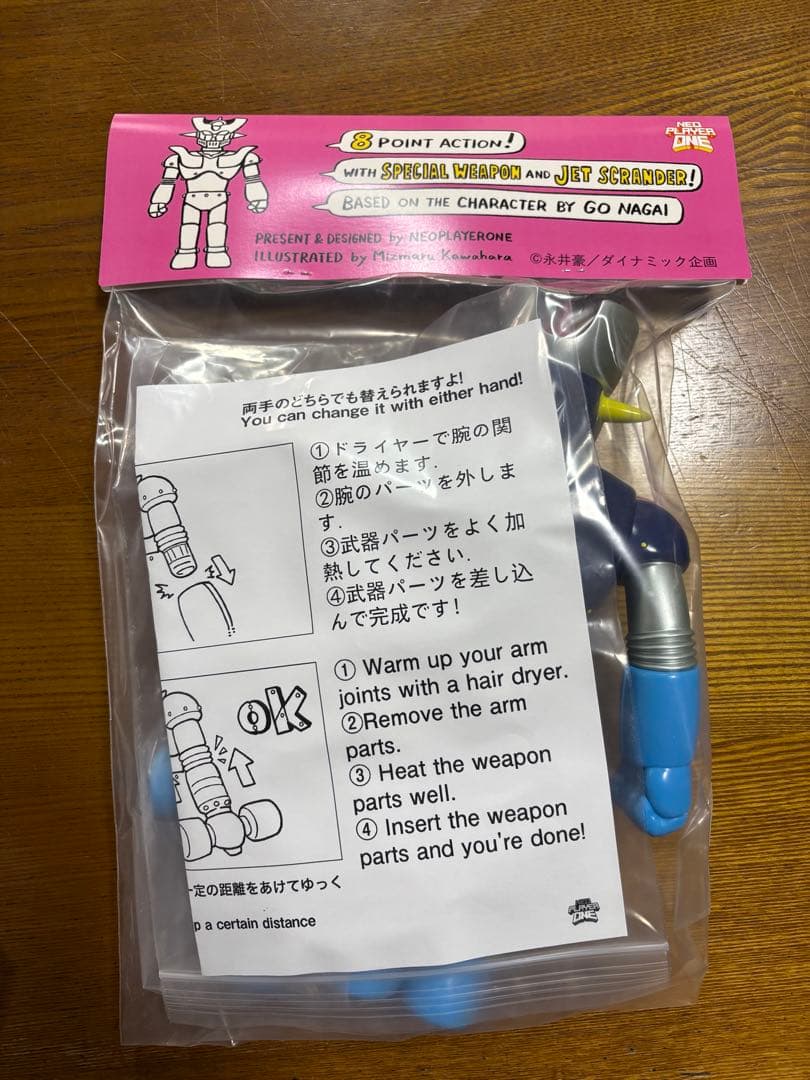 NEO
PLAYER
ONE
8 POINT ACTION!
WITH SPECIAL WEAPON AND JET SCRANDER!
BASED ON THE CHARACTER BY GO NAGAI
PRESENT & DESIGNED by NEOPLAYERONE
ILLUSTRATED by Mizmaru Kawahara
©永井豪/ダイナミック企画
両手のどちらでも替えられますよ!
You can change it with either hand!
①ドライヤーで腕の関
節を温めます.
②腕のパーツを外しま
す.
③武器パーツをよく加
熱してください.
④武器パーツを差し込
んで完成です!
① Warm up your arm
joints with a hair dryer.
②Remove the arm
parts.
③ Heat the weapon
parts well.
④ Insert the weapon
parts and you're done!
OK
定の距離をあけてゆっく
p a certain distance
NEO
PLAYER
ONE